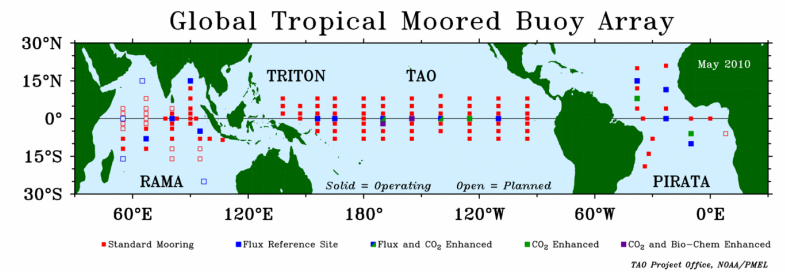 Global Tropical Moored Buoy Array
30°N
15°N
0°
15°S
30°S
May 2010
TRITON TAO
RAMA Solid = Operating Open = Planned PIRATA
60°E 120°E 180° 120°W 60°W 0°E
Standard Mooring Flux Reference Site Flux and CO₂ Enhanced CO₂ Enhanced CO₂ and Bio-Chem Enhanced
TAO Project Office, NOAA/PMEL